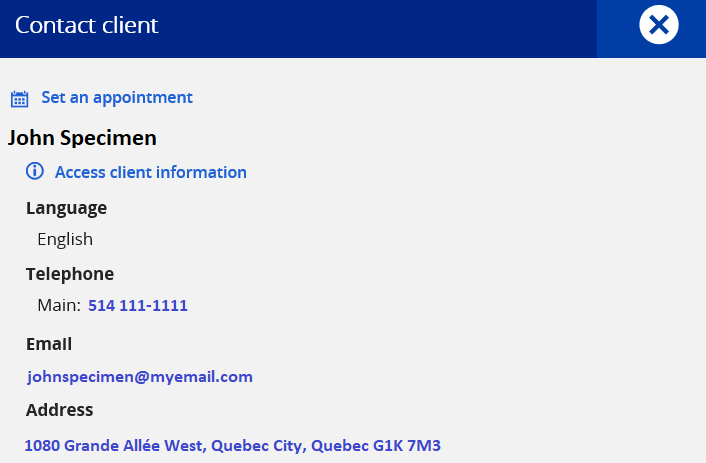 Contact client
Set an appointment
John Specimen
Access client information
Language
English
Telephone
Main: 514 111-1111
Email
johnspecimen@myemail.com
Address
1080 Grande Allée West, Quebec City, Quebec G1K 7M3